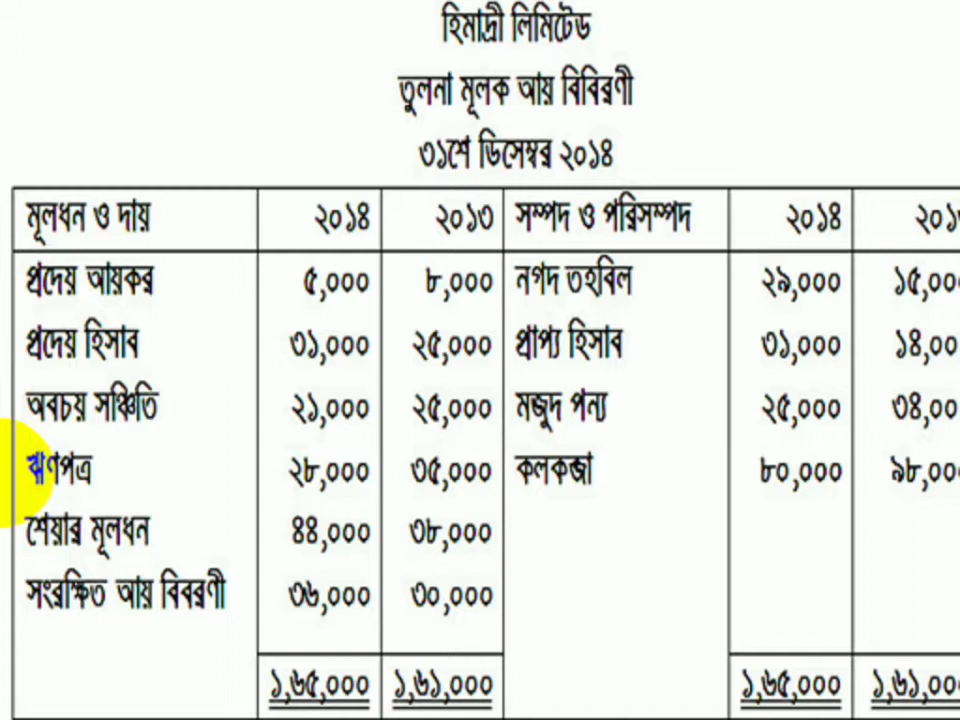 হিমাদ্রী লিমিটেড
তুলনা মূলক আয় বিবিরণী
৩১শে ডিসেম্বর ২০১৪
মূলধন ও দায় ২০১৪ ২০১৩ সম্পদ ও পরিসম্পদ ২০১৪
প্রদেয় আয়কর ৫,০০০ ৮,০০০ নগদ তহবিল ২৯,০০০
প্রদেয় হিসাব ৩১,০০০ ২৫,০০০ প্রাপ্য হিসাব ৩১,০০০
অবচয় সঞ্চিতি ২১,০০০ ২৫,০০০ মজুদ পন্য ২৫,০০০
ঋণপত্র ২৮,০০০ ৩৫,০০০ কলকব্জা ৮০,০০০
শেয়ার মূলধন ৪৪,০০০ ৩৮,০০০
সংরক্ষিত আয় বিবরণী ৩৬,০০০ ৩০,০০০
১,৬৫,০০০ ১,৬১,০০০ ১,৬৫,০০০